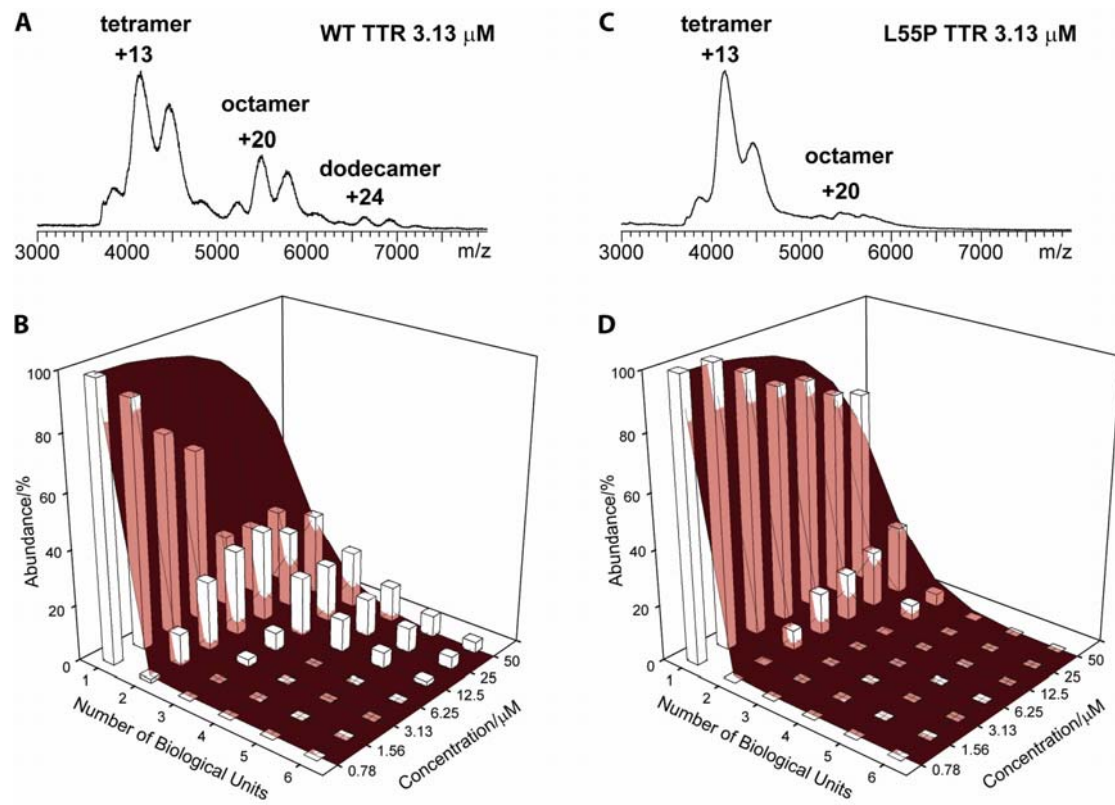 A
tetramer
+13
WT TTR 3.13 μM
octamer
+20
dodecamer
+24
3000 4000 5000 6000 7000 m/z
C
tetramer
+13
L55P TTR 3.13 μM
octamer
+20
3000 4000 5000 6000 7000 m/z
B
100
80
60
40
20
0
Abundance/%
1 2 3 4 5 6
Number of Biological Units
0.78 1.56 3.13 6.25 12.5 25 50
Concentration/μM
D
100
80
60
40
20
0
Abundance/%
1 2 3 4 5 6
Number of Biological Units
0.78 1.56 3.13 6.25 12.5 25 50
Concentration/μM